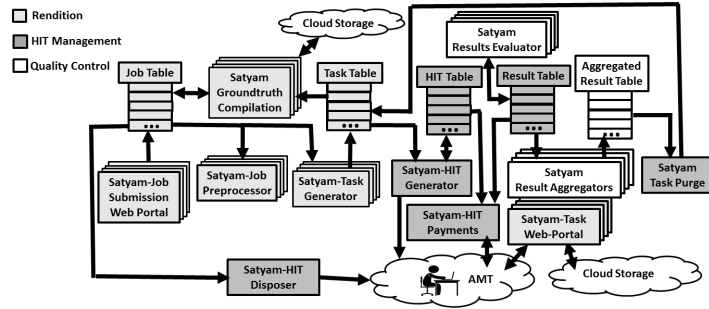 Rendition
HIT Management
Quality Control
Cloud Storage
Satyam
Results Evaluator
Job Table
Satyam
Groundtruth
Compilation
Task Table
HIT Table
Result Table
Aggregated
Result Table
Satyam-Job
Submission
Web Portal
Satyam-Job
Preprocessor
Satyam-Task
Generator
Satyam-HIT
Generator
Satyam
Result Aggregators
Satyam
Task Purge
Satyam-HIT
Payments
Satyam-Task
Web-Portal
Satyam-HIT
Disposer
AMT
Cloud Storage